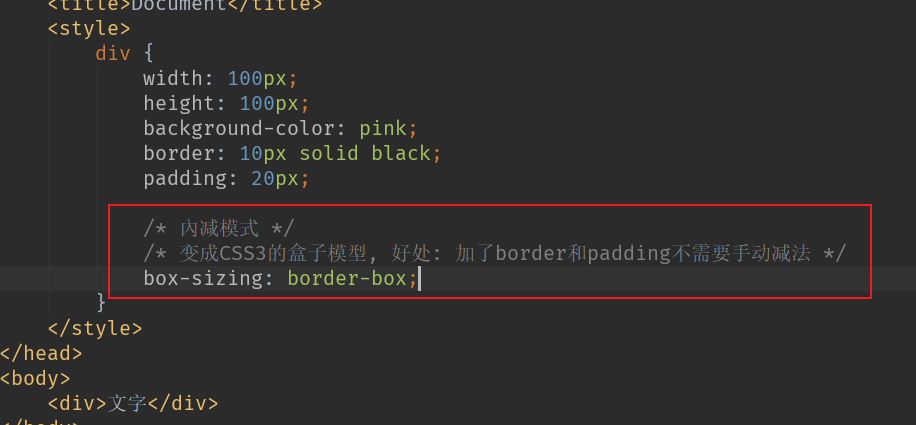 <title>Document</title>
<style>
div {
width: 100px;
height: 100px;
background-color: pink;
border: 10px solid black;
padding: 20px;
/* 內减模式 */
/* 变成CSS3的盒子模型, 好处: 加了border和padding不需要手动减法 */
box-sizing: border-box;
}
</style>
</head>
<body>
<div>文字</div>
</body>